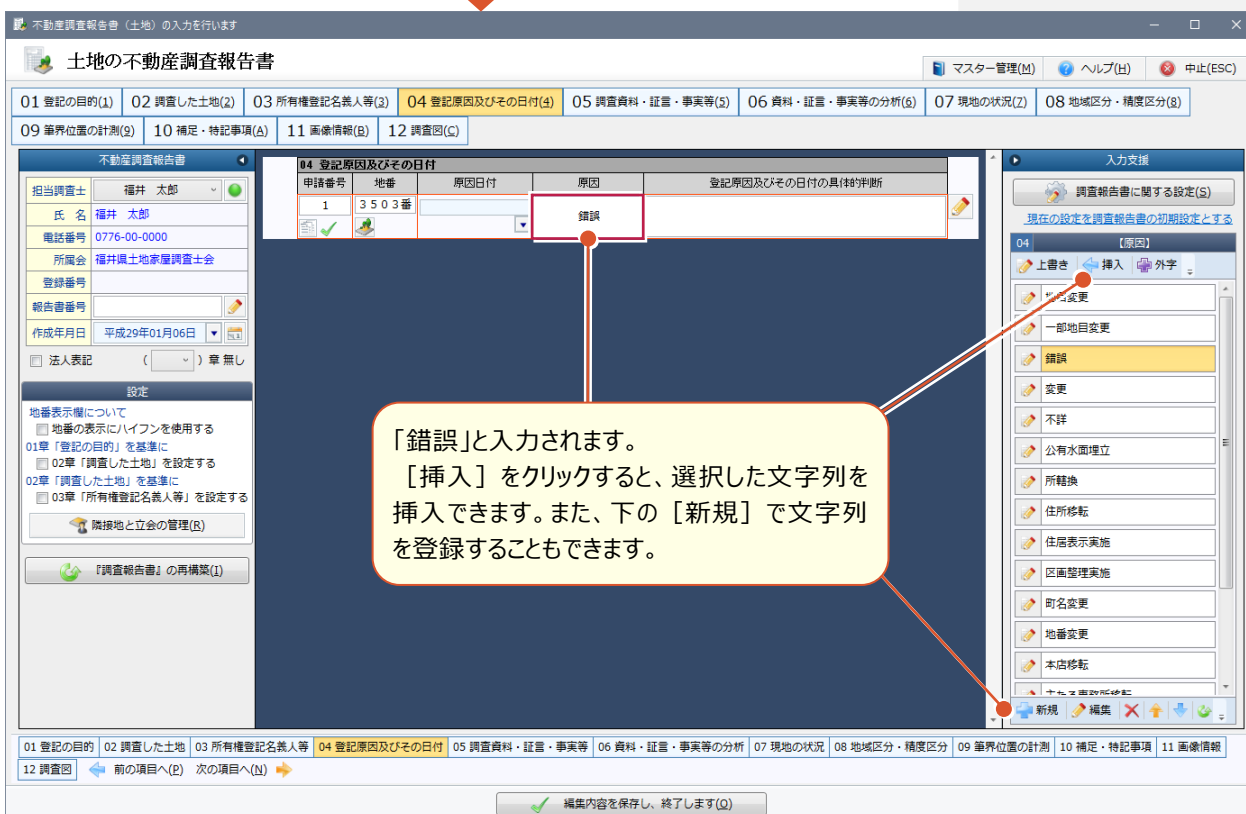 不動産調査報告書（土地）の入力を行います
土地の不動産調査報告書
マスター管理(M) ヘルプ(H) 中止(ESC)
01 登記の目的(1) 02 調査した土地(2) 03 所有権登記名義人等(3) 04 登記原因及びその日付(4) 05 調査資料・証言・事実等(5) 06 資料・証言・事実等の分析(6) 07 現地の状況(7) 08 地域区分・精度区分(8)
09 筆界位置の計測(9) 10 補足・特記事項(A) 11 画像情報(B) 12 調査図(C)
不動産調査報告書
担当調査士 福井 太郎
氏 名 福井 太郎
電話番号 0776-00-0000
所属会 福井県土地家屋調査士会
登録番号
報告書番号
作成年月日 平成29年01月06日
法人表記 ( ) 章 無し
設定
地番表示欄について
地番の表示にハイフンを使用する
01章「登記の目的」を基準に
02章「調査した土地」を設定する
02章「調査した土地」を基準に
03章「所有権登記名義人等」を設定する
隣接地と立会の管理(R)
『調査報告書』の再構築(I)
04 登記原因及びその日付
申請番号 地番 原因日付 原因 登記原因及びその日付の具体的判断
1 3503番 錯誤
「錯誤」と入力されます。
［挿入］をクリックすると、選択した文字列を
挿入できます。また、下の［新規］で文字列
を登録することもできます。
入力支援
調査報告書に関する設定(S)
現在の設定を調査報告書の初期設定とする
04 【原因】
上書き 挿入 外字
変更
一部地目変更
錯誤
変更
不詳
公有水面埋立
所轄換
住所移転
住居表示実施
区画整理実施
町名変更
地番変更
本店移転
新規 編集
01 登記の目的 02 調査した土地 03 所有権登記名義人等 04 登記原因及びその日付 05 調査資料・証言・事実等 06 資料・証言・事実等の分析 07 現地の状況 08 地域区分・精度区分 09 筆界位置の計測 10 補足・特記事項 11 画像情報
12 調査図 前の項目へ(P) 次の項目へ(N)
編集内容を保存し、終了します(O)